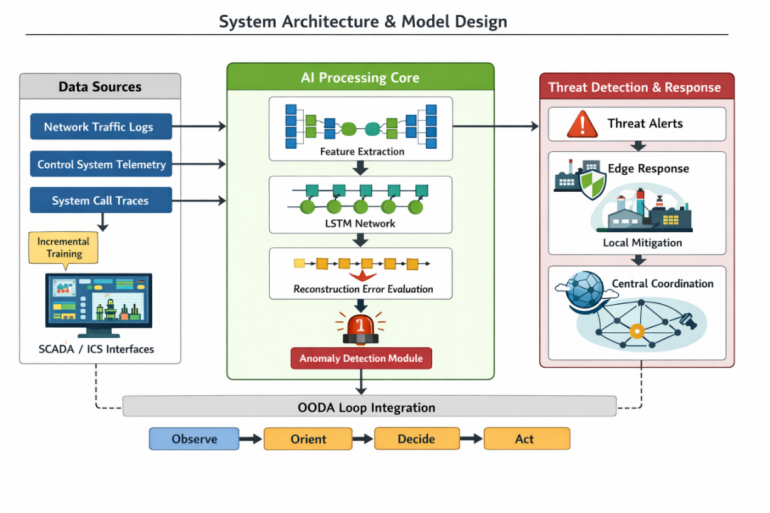 System Architecture & Model Design
Data Sources
Network Traffic Logs
Control System Telemetry
System Call Traces
Incremental
Training
SCADA / ICS Interfaces
AI Processing Core
Feature Extraction
LSTM Network
Reconstruction Error Evaluation
1
Anomaly Detection Module
Threat Detection & Response
Threat Alerts
Edge Response
Local Mitigation
Central Coordination
OODA Loop Integration
Observe
Orient
Decide
Act